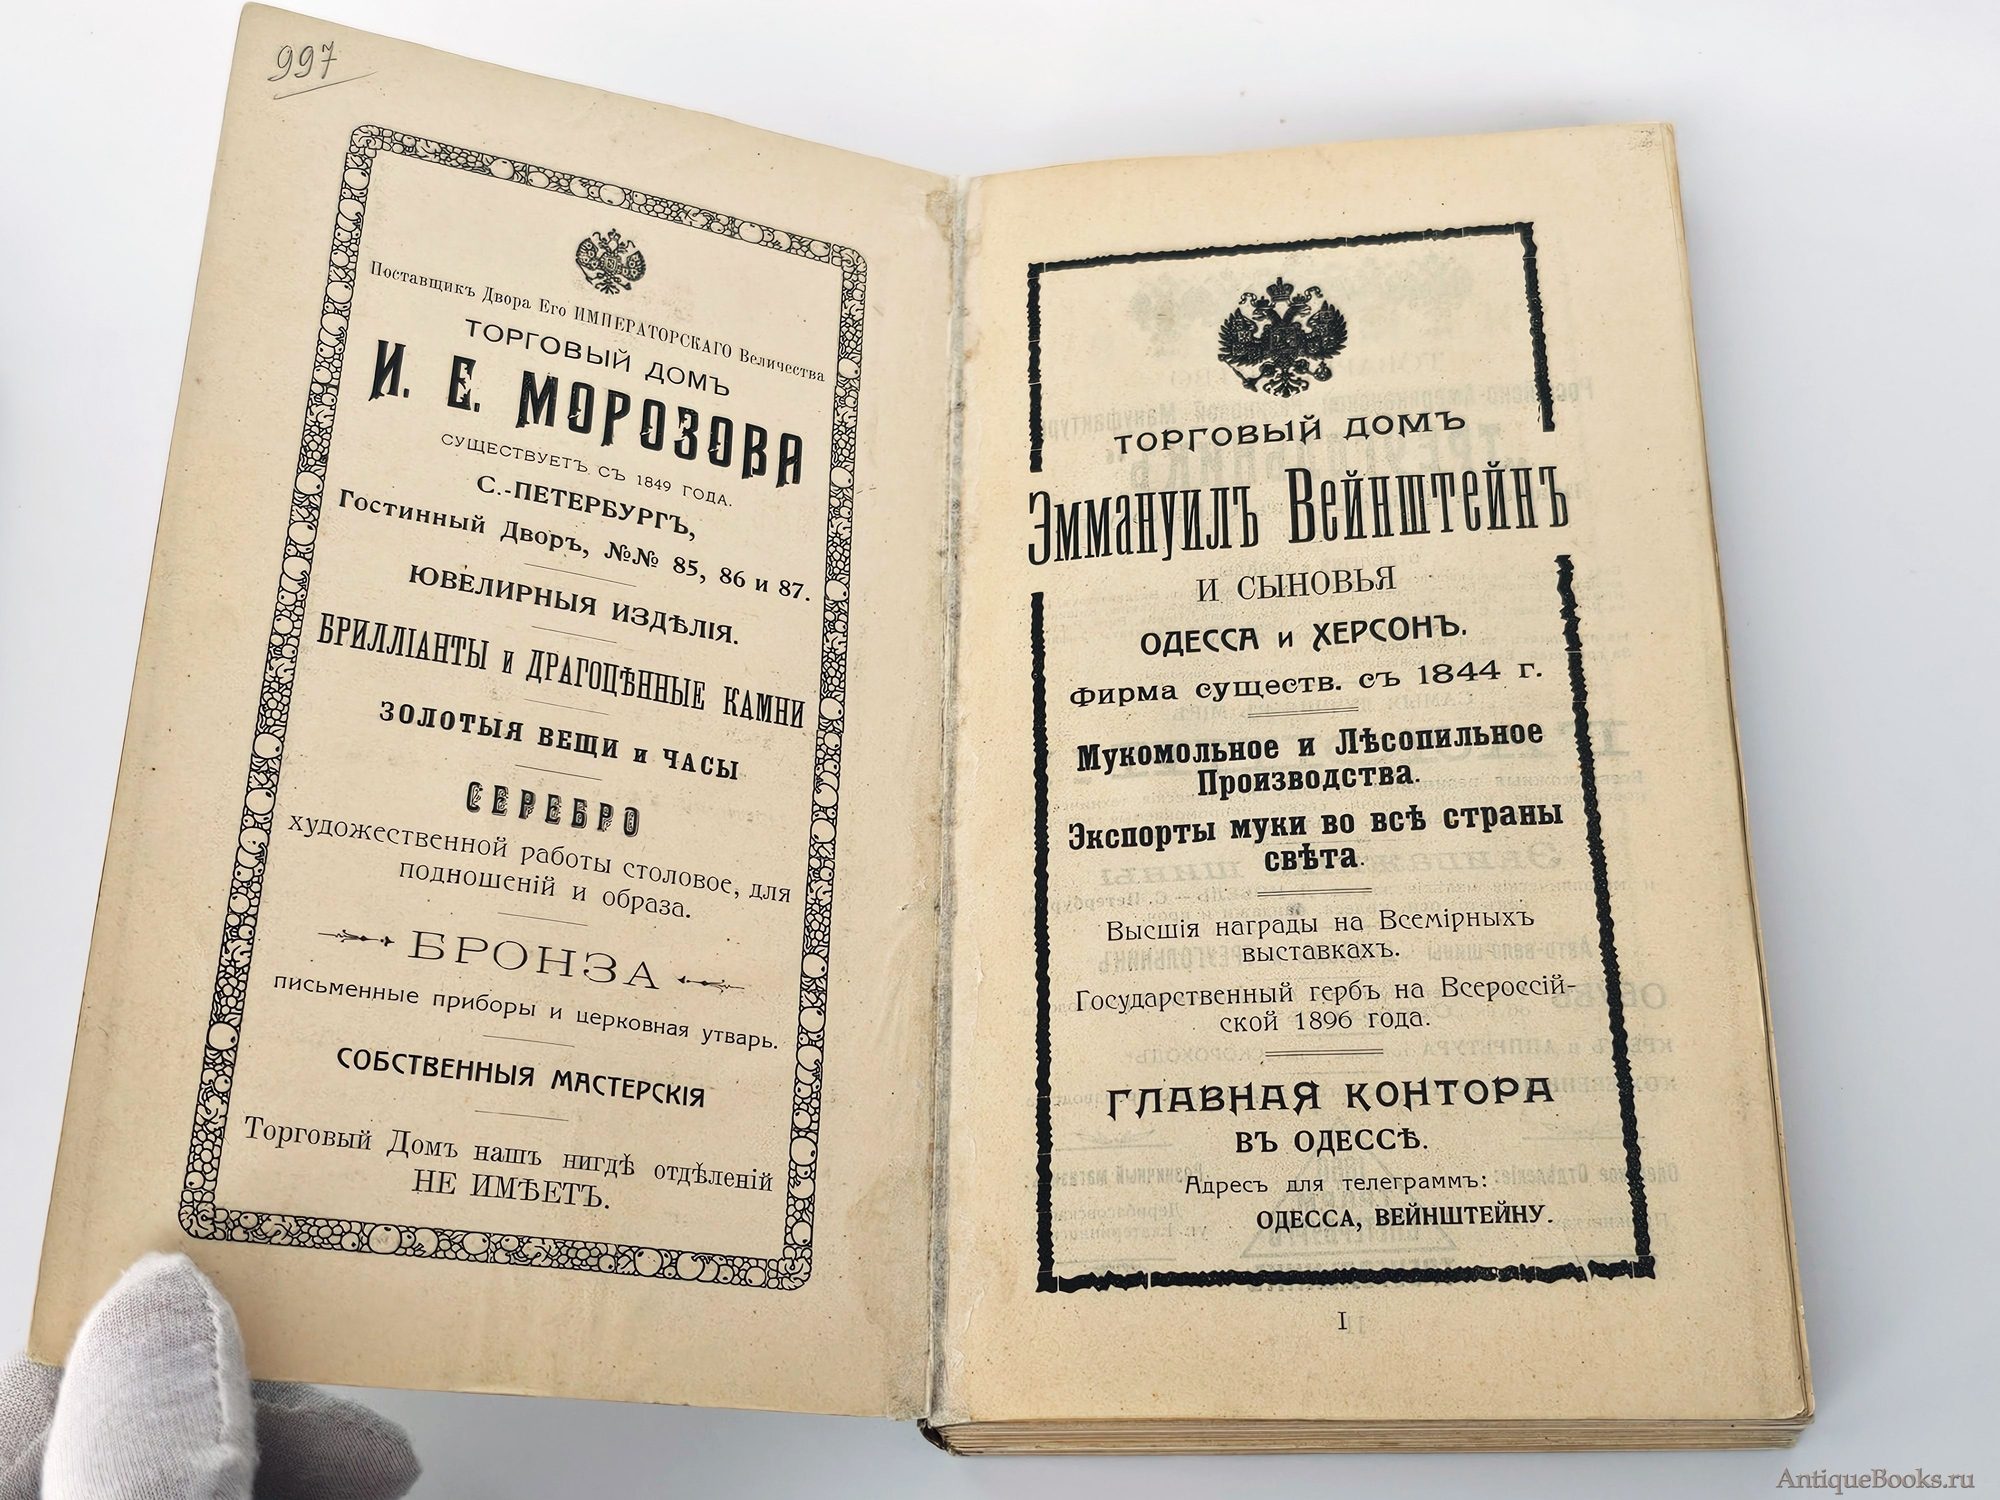 997
Поставщикъ Двора Его ИМПЕРАТОРСКАГО Величества
ТОРГОВЫЙ ДОМЪ
И. Е. МОРОЗОВА
СУЩЕСТВУЕТЪ СЪ 1849 ГОДА.
С.-ПЕТЕРБУРГЪ,
Гостинный Дворъ, №№ 85, 86 и 87.
ЮВЕЛИРНЫЯ ИЗДѢЛІЯ.
БРИЛЛІАНТЫ и ДРАГОЦѢННЫЕ КАМНИ
ЗОЛОТЫЯ ВЕЩИ и ЧАСЫ
СЕРЕБРО
художественной работы столовое, для
подношеній и образа.
БРОНЗА
письменные приборы и церковная утварь.
СОБСТВЕННЫЯ МАСТЕРСКІЯ
Торговый Домъ нашъ нигдѣ отдѣленій
НЕ ИМѢЕТЪ.
ТОРГОВЫЙ ДОМЪ
Эммануилъ Вейнштейнъ
И СЫНОВЬЯ
ОДЕССА и ХЕРСОНЪ.
Фирма существ. съ 1844 г.
Мукомольное и Лѣсопильное
Производства.
Экспорты муки во всѣ страны
свѣта.
Высшія награды на Всемірныхъ
выставкахъ.
Государственный гербъ на Всероссій-
ской 1896 года.
ГЛАВНАЯ КОНТОРА
ВЪ ОДЕССѢ.
Адресъ для телеграммъ:
ОДЕССА, ВЕЙНШТЕЙНУ.
I
AntiqueBooks.ru